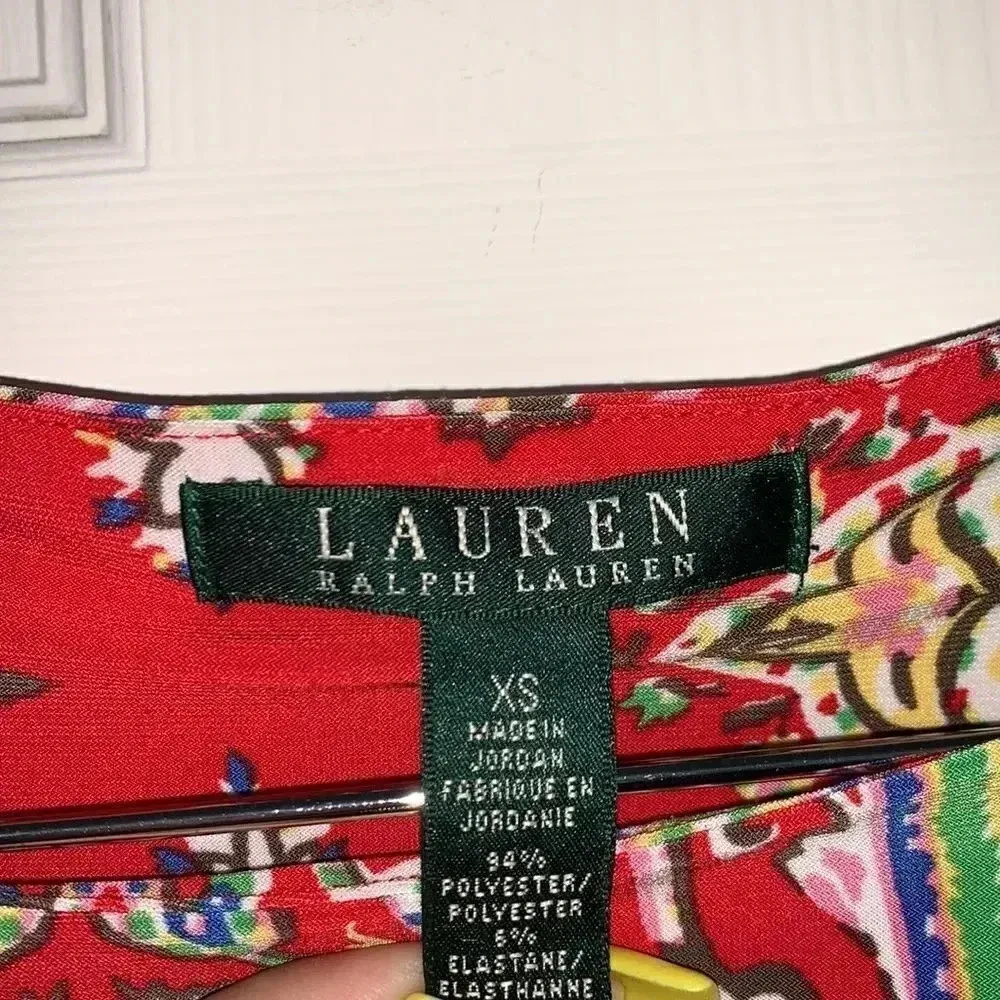 LAUREN
RALPH LAUREN
XS
MADE IN
JORDAN
FABRIQUE EN
JORDANIE
94%
POLYESTER/
POLYESTER
6%
ELASTANE/
ELASTHANNE